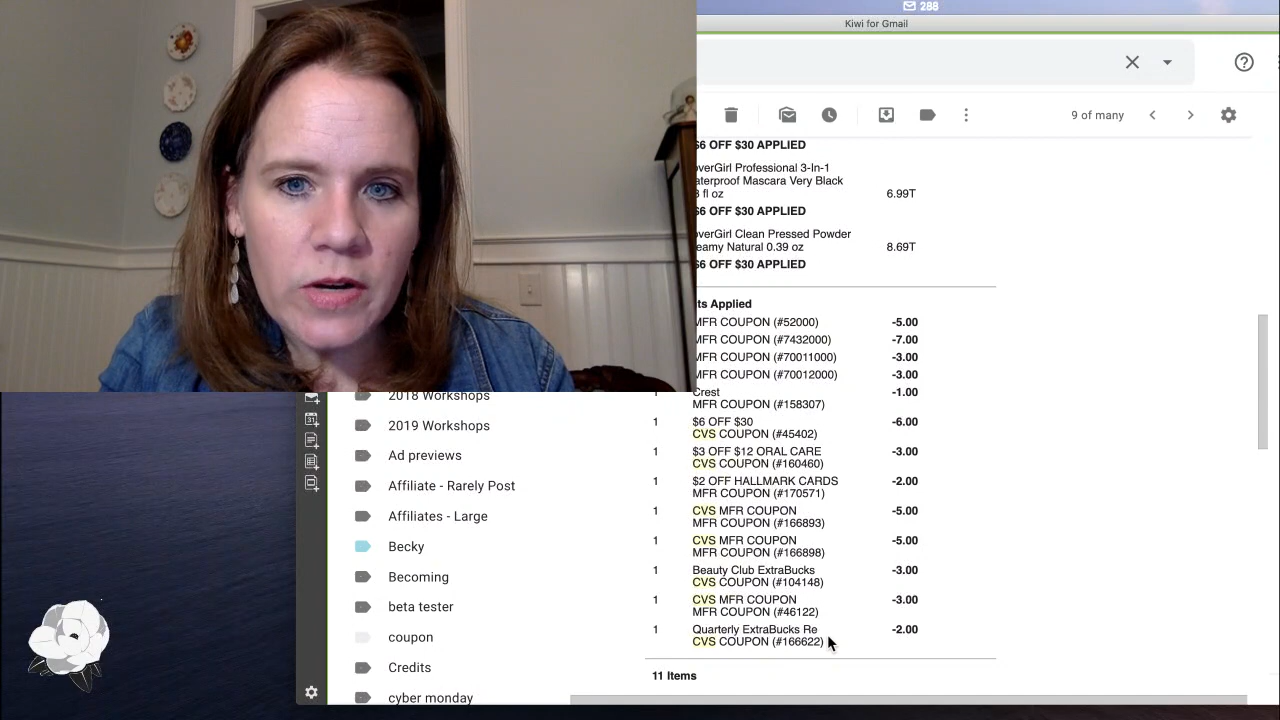 288
Kiwi for Gmail
9 of many
$6 OFF $30 APPLIED
Professional 3-In-1
Mascara Very Black
fl oz 6.99T
$6 OFF $30 APPLIED
Clean Pressed Powder
Natural 0.39 oz 8.69T
$6 OFF $30 APPLIED
Applied
MFR COUPON (#52000) -5.00
MFR COUPON (#7432000) -7.00
MFR COUPON (#70011000) -3.00
MFR COUPON (#70012000) -3.00
1 Crest -1.00
MFR COUPON (#158307)
1 $6 OFF $30 -6.00
CVS COUPON (#45402)
1 $3 OFF $12 ORAL CARE -3.00
CVS COUPON (#160460)
1 $2 OFF HALLMARK CARDS -2.00
MFR COUPON (#170571)
1 CVS MFR COUPON -5.00
MFR COUPON (#166893)
1 CVS MFR COUPON -5.00
MFR COUPON (#166898)
1 Beauty Club ExtraBucks -3.00
CVS COUPON (#104148)
1 CVS MFR COUPON -3.00
MFR COUPON (#46122)
1 Quarterly ExtraBucks Re -2.00
CVS COUPON (#166622)
11 Items
2018 Workshops
2019 Workshops
Ad previews
Affiliate - Rarely Post
Affiliates - Large
Becky
Becoming
beta tester
coupon
Credits
cyber monday
31